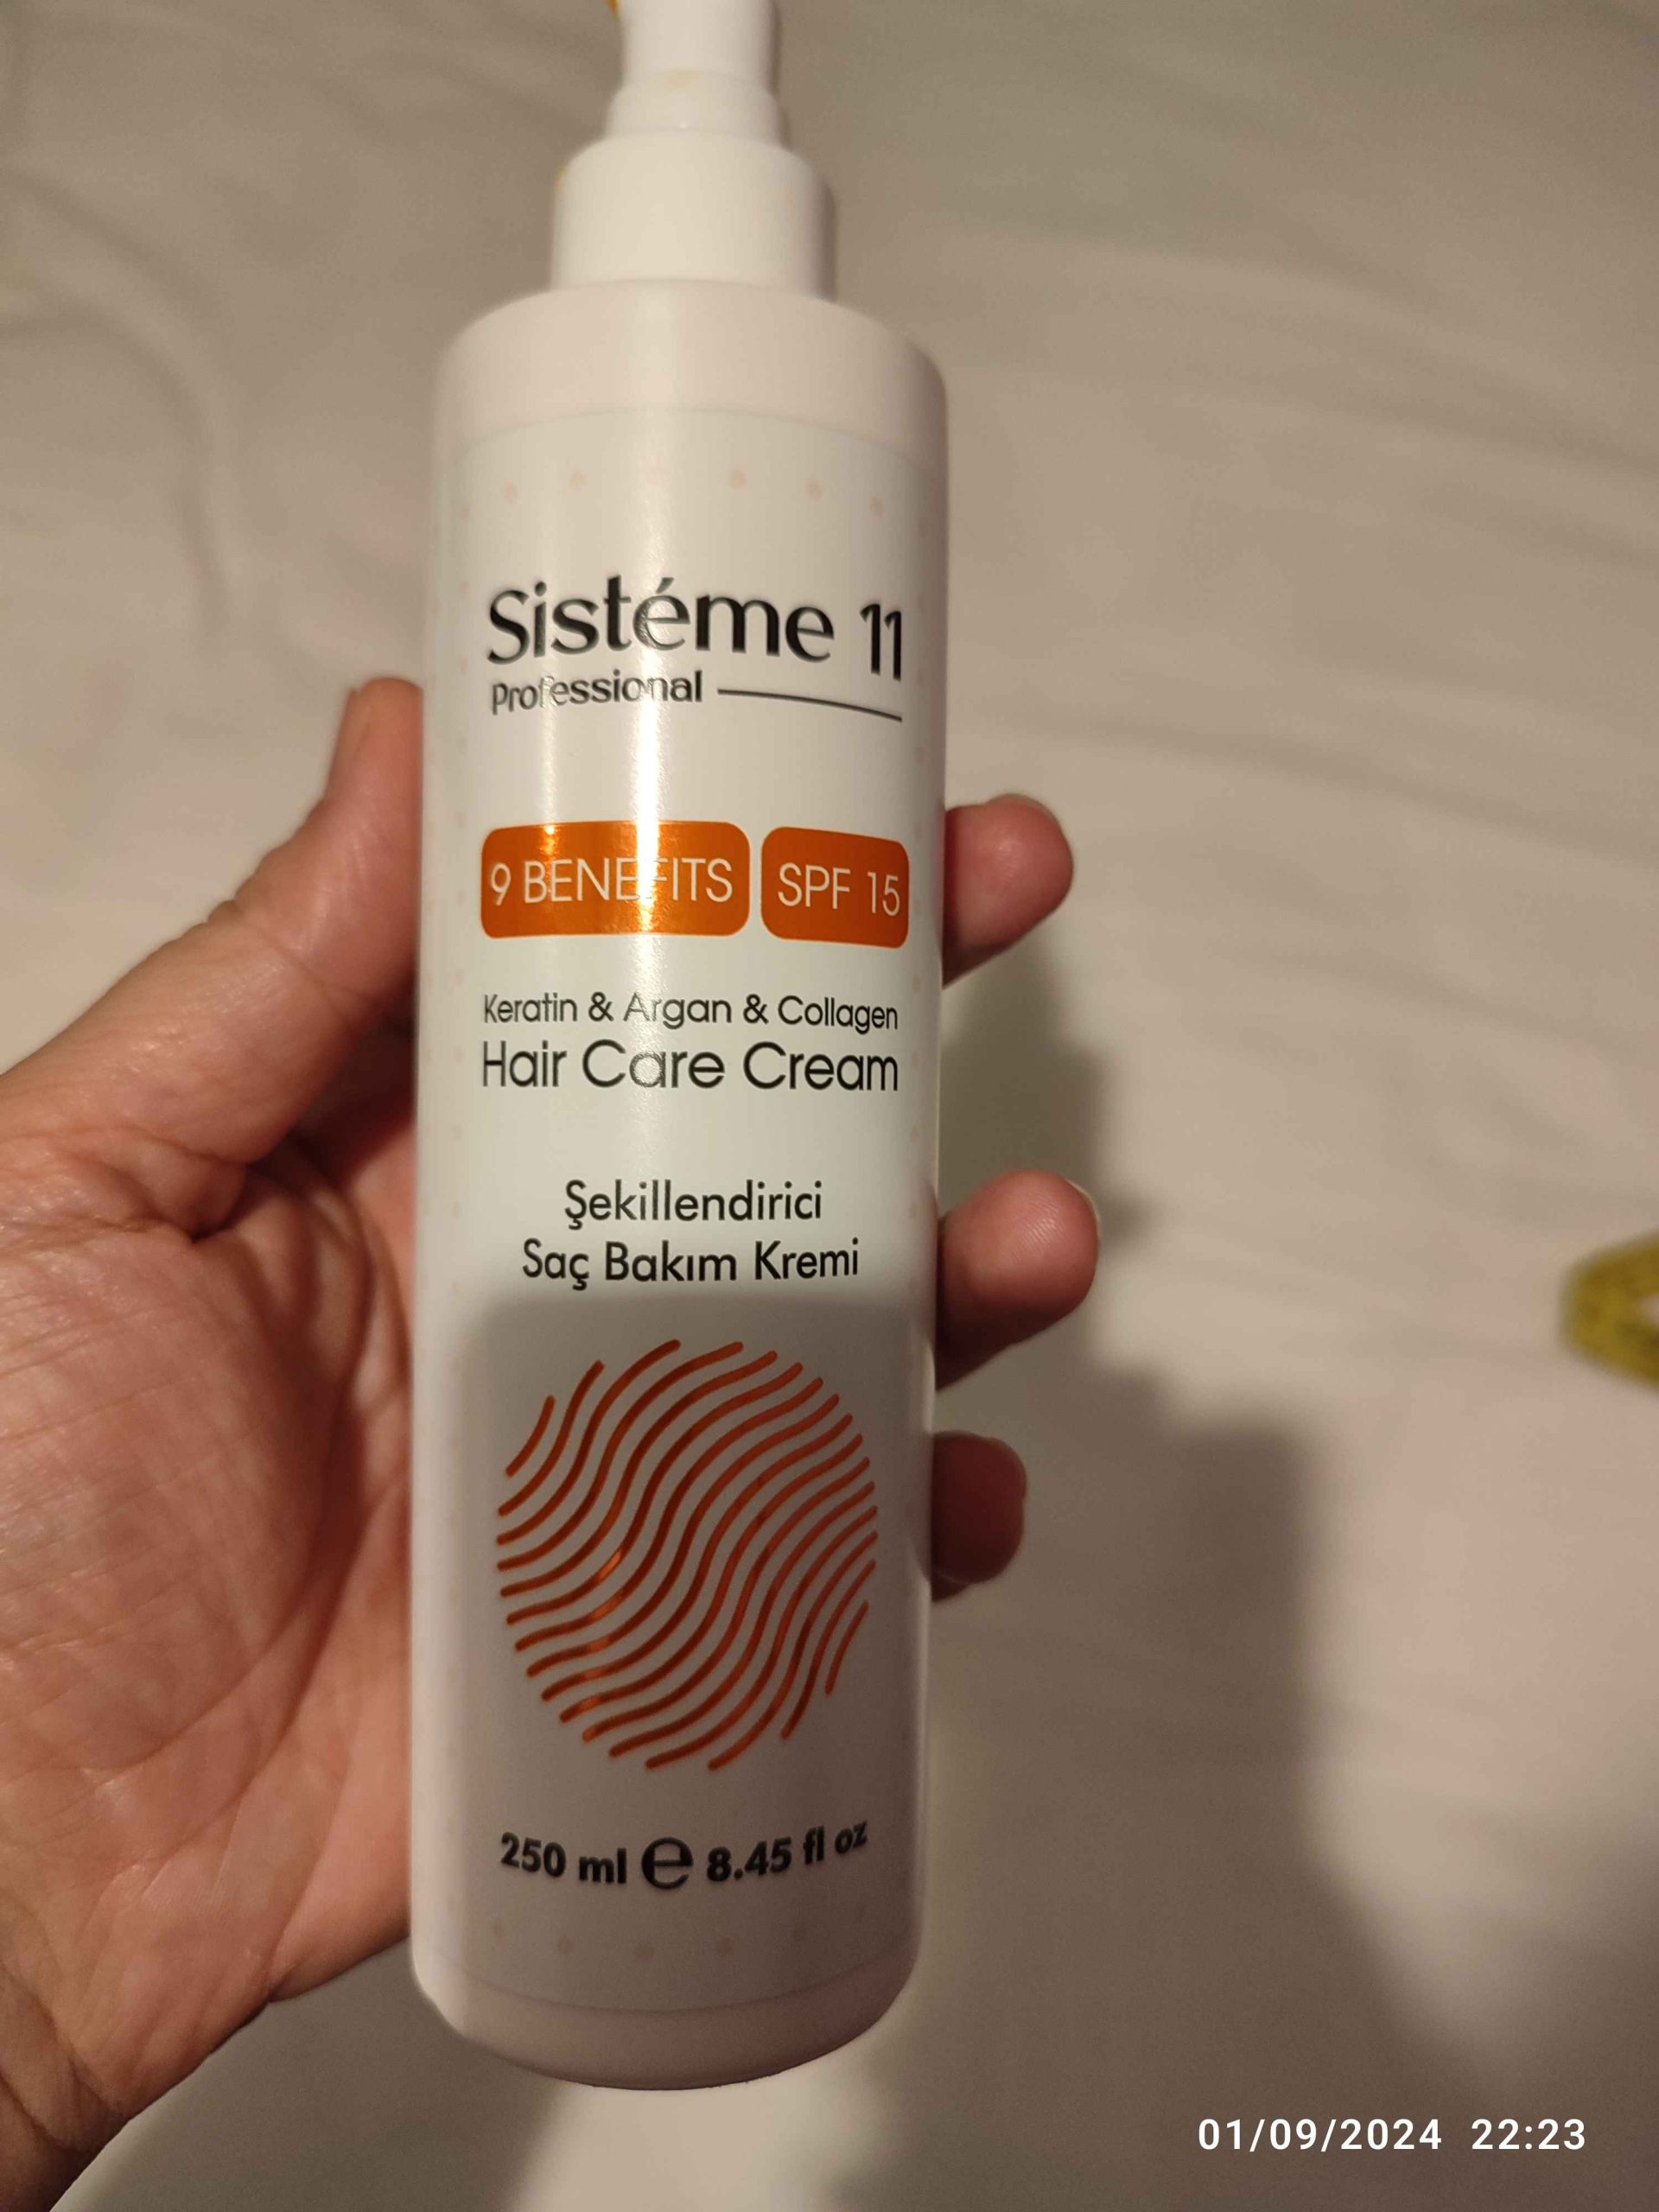 Sistéme 11
Professional
9 BENEFITS SPF 15
Keratin & Argan & Collagen
Hair Care Cream
Şekillendirici
Saç Bakım Kremi
250 ml e 8.45 fl oz
01/09/2024 22:23